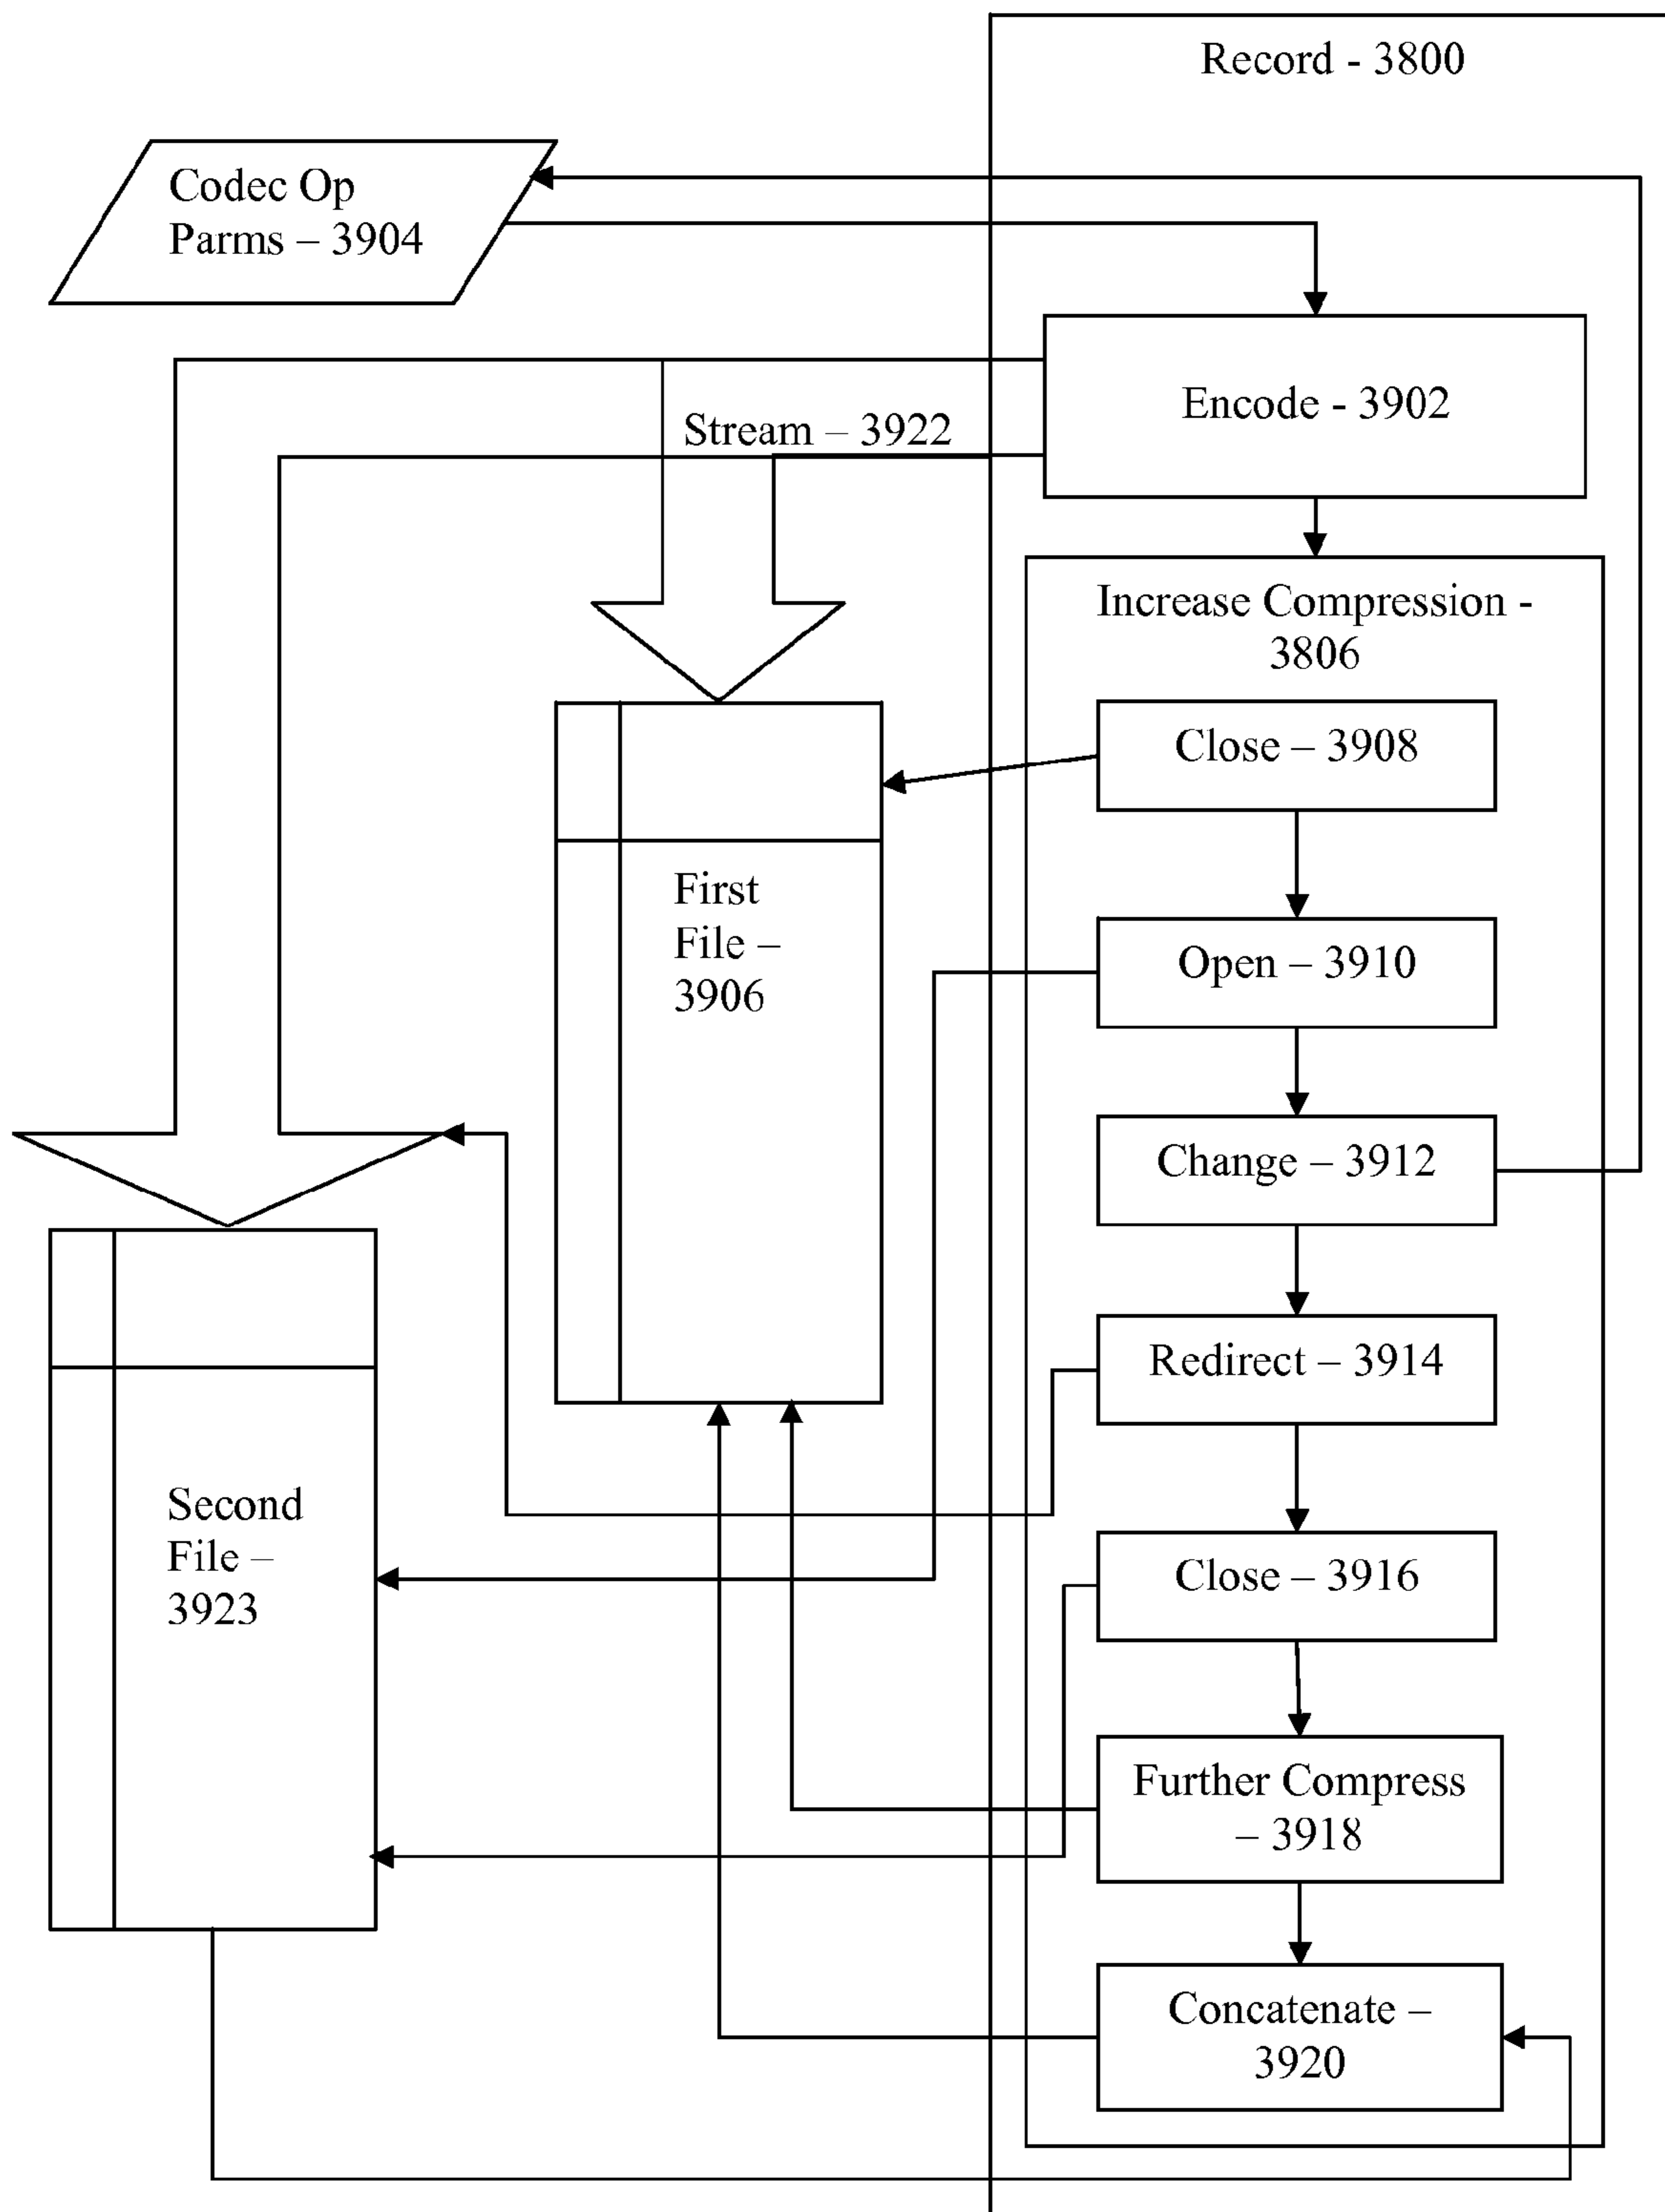 Record - 3800
Codec Op
Parms – 3904
Encode - 3902
Stream – 3922
Increase Compression -
3806
Close – 3908
First
File –
3906
Open – 3910
Change – 3912
Redirect – 3914
Second
File –
3923
Close – 3916
Further Compress
– 3918
Concatenate –
3920